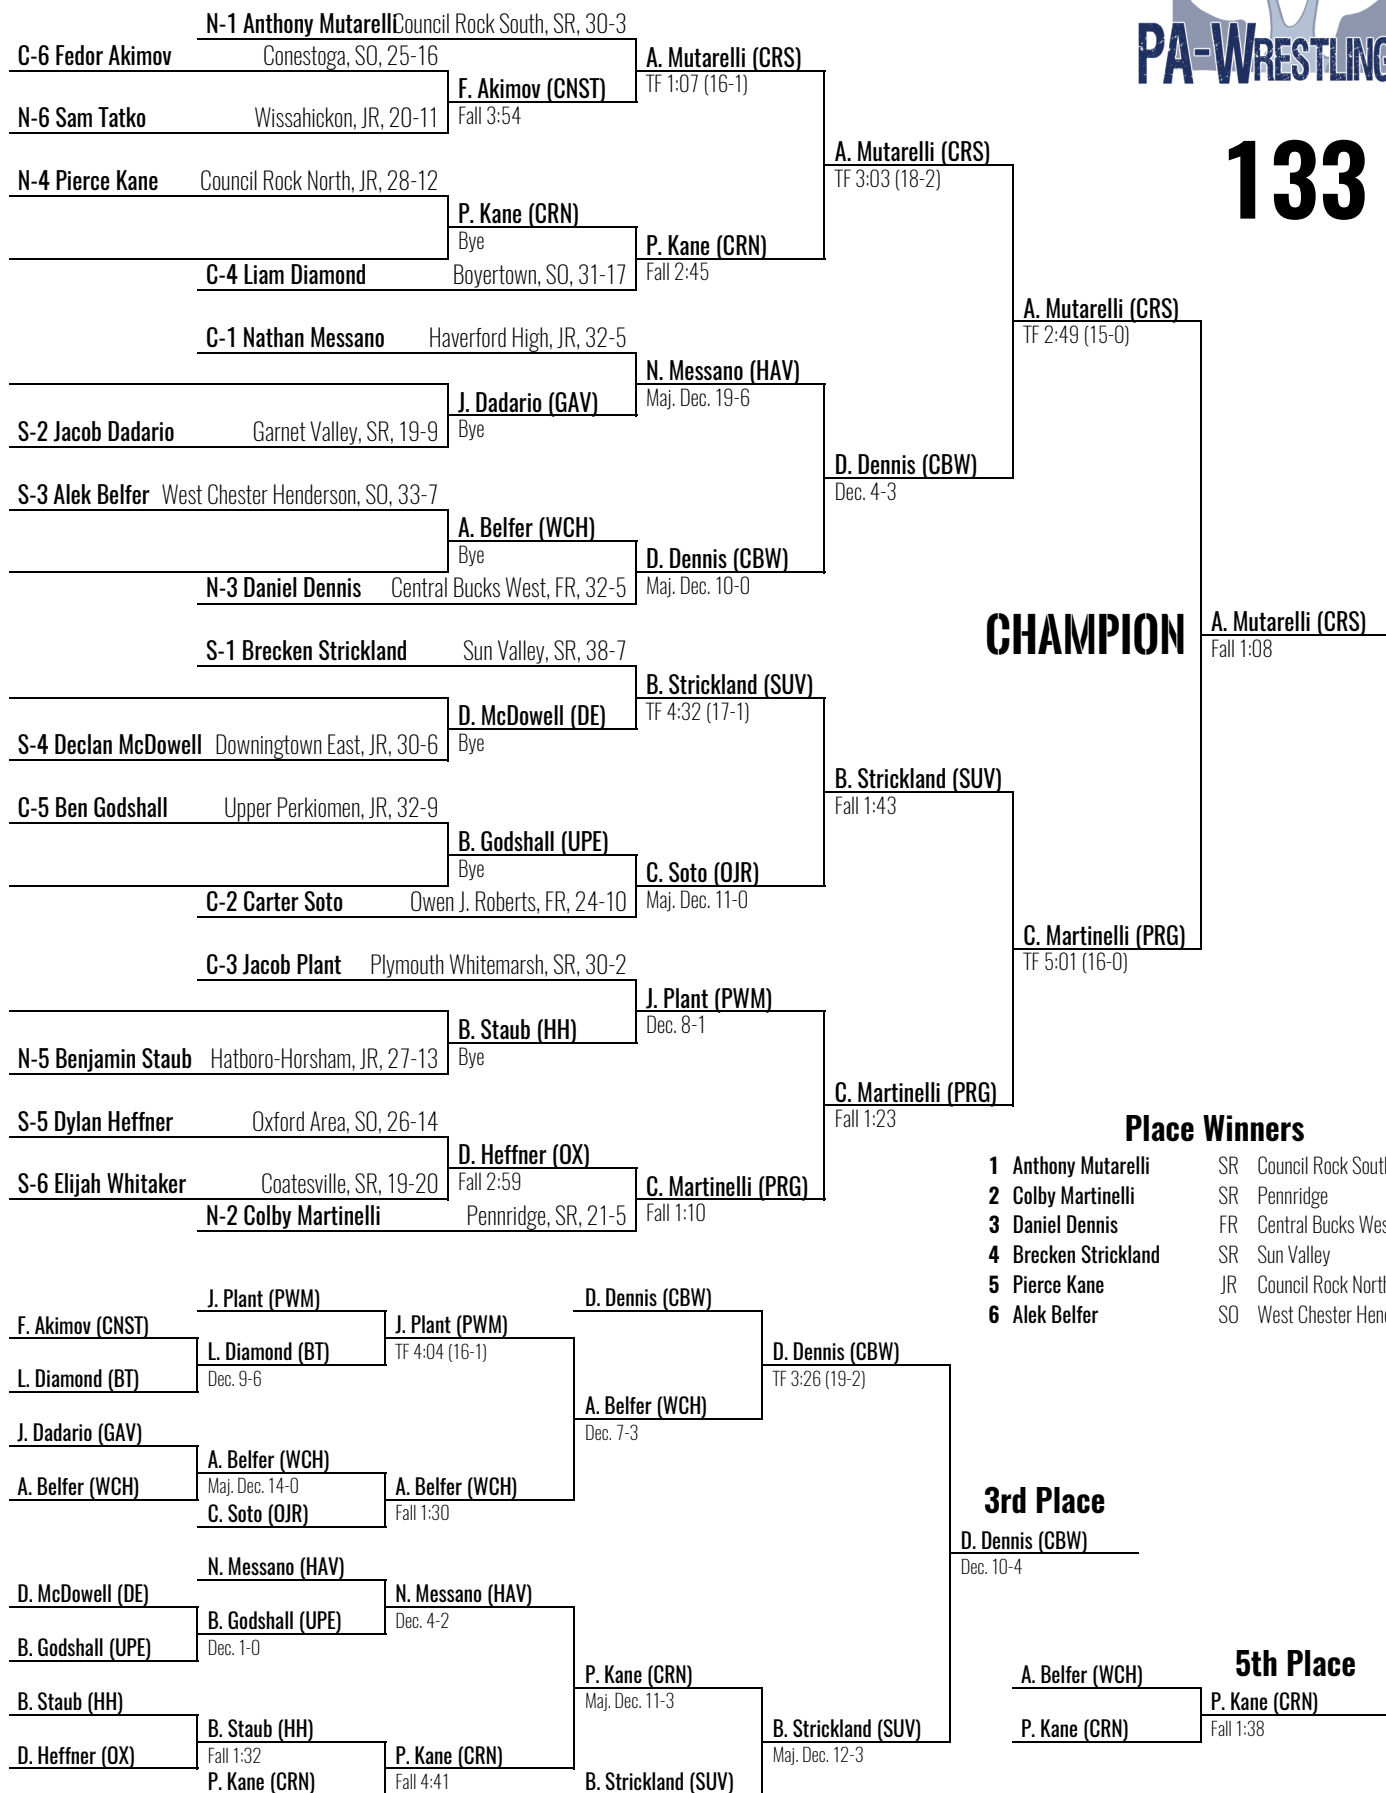 N-1 Anthony Mutarelli Council Rock South, SR, 30-3
C-6 Fedor Akimov Conestoga, SO, 25-16
A. Mutarelli (CRS)
TF 1:07 (16-1)
F. Akimov (CNST)
Fall 3:54
N-6 Sam Tatko Wissahickon, JR, 20-11
PA-WRESTLING
133
A. Mutarelli (CRS)
TF 3:03 (18-2)
N-4 Pierce Kane Council Rock North, JR, 28-12
P. Kane (CRN)
Bye
P. Kane (CRN)
Fall 2:45
C-4 Liam Diamond Boyertown, SO, 31-17
A. Mutarelli (CRS)
TF 2:49 (15-0)
C-1 Nathan Messano Haverford High, JR, 32-5
N. Messano (HAV)
Maj. Dec. 19-6
J. Dadario (GAV)
Bye
S-2 Jacob Dadario Garnet Valley, SR, 19-9
D. Dennis (CBW)
Dec. 4-3
S-3 Alek Belfer West Chester Henderson, SO, 33-7
A. Belfer (WCH)
Bye
D. Dennis (CBW)
Maj. Dec. 10-0
N-3 Daniel Dennis Central Bucks West, FR, 32-5
CHAMPION
A. Mutarelli (CRS)
Fall 1:08
S-1 Brecken Strickland Sun Valley, SR, 38-7
B. Strickland (SUV)
TF 4:32 (17-1)
D. McDowell (DE)
Bye
S-4 Declan McDowell Downingtown East, JR, 30-6
B. Strickland (SUV)
Fall 1:43
C-5 Ben Godshall Upper Perkiomen, JR, 32-9
B. Godshall (UPE)
Bye
C. Soto (OJR)
Maj. Dec. 11-0
C-2 Carter Soto Owen J. Roberts, FR, 24-10
C. Martinelli (PRG)
TF 5:01 (16-0)
C-3 Jacob Plant Plymouth Whitemarsh, SR, 30-2
J. Plant (PWM)
Dec. 8-1
B. Staub (HH)
Bye
N-5 Benjamin Staub Hatboro-Horsham, JR, 27-13
C. Martinelli (PRG)
Fall 1:23
S-5 Dylan Heffner Oxford Area, SO, 26-14
D. Heffner (OX)
Fall 2:59
S-6 Elijah Whitaker Coatesville, SR, 19-20
C. Martinelli (PRG)
Fall 1:10
N-2 Colby Martinelli Pennridge, SR, 21-5
Place Winners
1 Anthony Mutarelli SR Council Rock South
2 Colby Martinelli SR Pennridge
3 Daniel Dennis FR Central Bucks Wes
4 Brecken Strickland SR Sun Valley
5 Pierce Kane JR Council Rock North
6 Alek Belfer SO West Chester Hen
J. Plant (PWM)
F. Akimov (CNST)
J. Plant (PWM)
TF 4:04 (16-1)
L. Diamond (BT)
Dec. 9-6
L. Diamond (BT)
D. Dennis (CBW)
D. Dennis (CBW)
TF 3:26 (19-2)
A. Belfer (WCH)
Dec. 7-3
J. Dadario (GAV)
A. Belfer (WCH)
Maj. Dec. 14-0
A. Belfer (WCH)
A. Belfer (WCH)
Fall 1:30
C. Soto (OJR)
3rd Place
D. Dennis (CBW)
Dec. 10-4
N. Messano (HAV)
D. McDowell (DE)
N. Messano (HAV)
Dec. 4-2
B. Godshall (UPE)
Dec. 1-0
B. Godshall (UPE)
P. Kane (CRN)
Maj. Dec. 11-3
B. Staub (HH)
B. Staub (HH)
Fall 1:32
D. Heffner (OX)
P. Kane (CRN)
Fall 4:41
P. Kane (CRN)
B. Strickland (SUV)
Maj. Dec. 12-3
B. Strickland (SUV)
5th Place
A. Belfer (WCH)
P. Kane (CRN)
Fall 1:38
P. Kane (CRN)